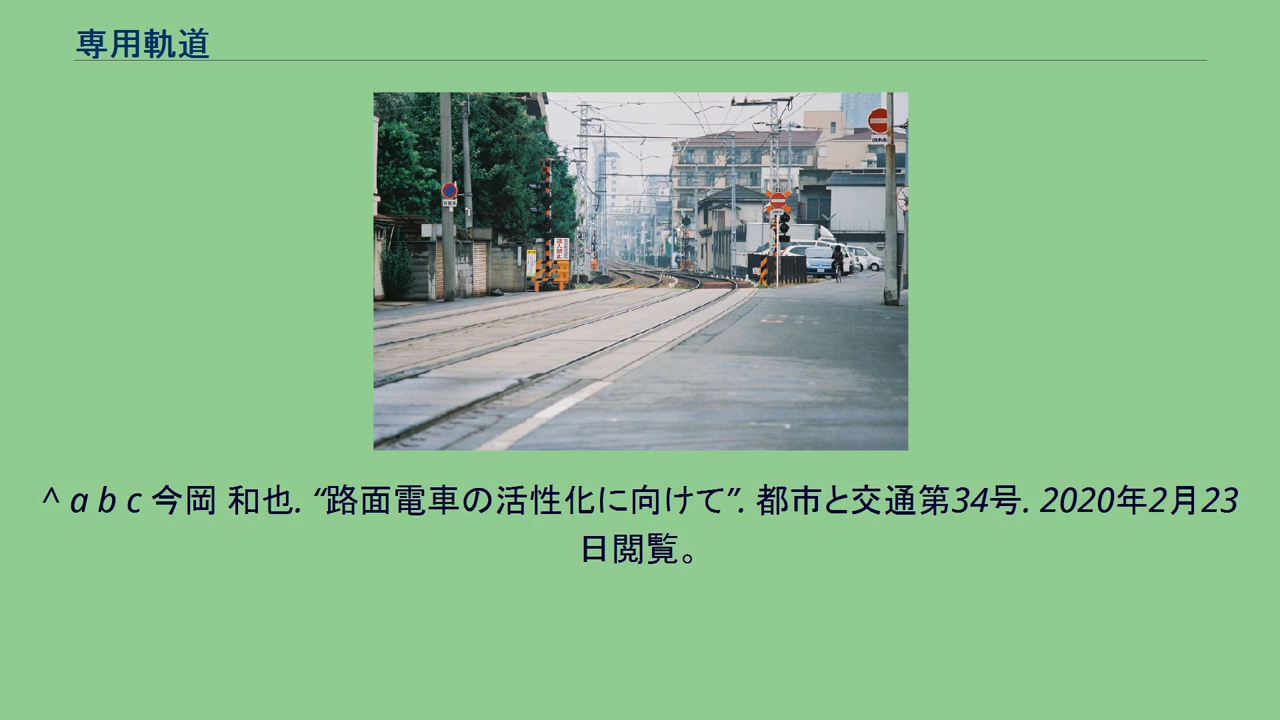 専用軌道
^ a b c 今岡 和也. “路面電車の活性化に向けて”. 都市と交通第34号. 2020年2月23
日閲覧。